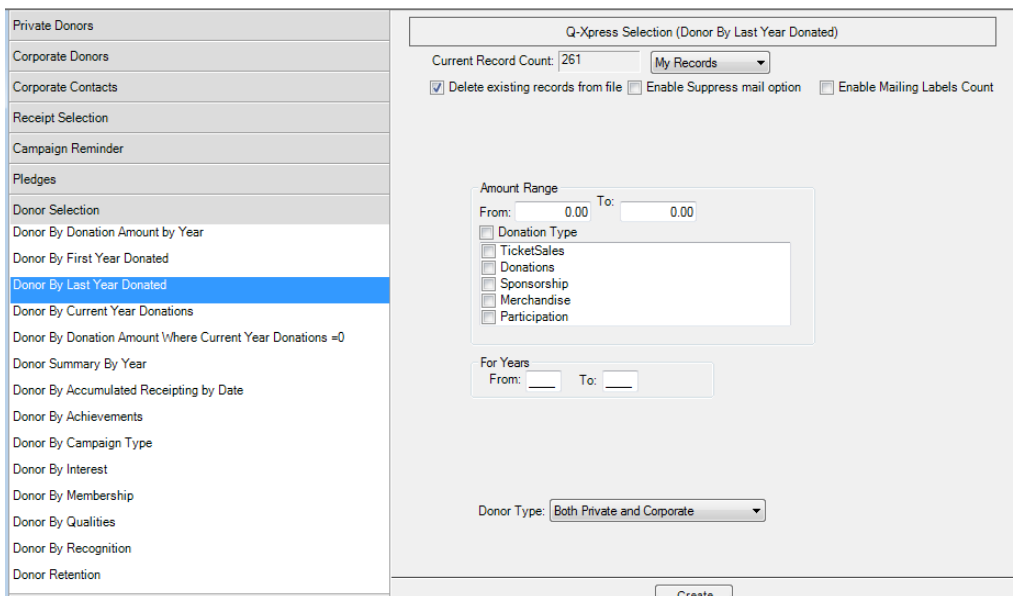 Private Donors
Corporate Donors
Corporate Contacts
Receipt Selection
Campaign Reminder
Pledges
Donor Selection
Donor By Donation Amount by Year
Donor By First Year Donated
Donor By Last Year Donated
Donor By Current Year Donations
Donor By Donation Amount Where Current Year Donations =0
Donor Summary By Year
Donor By Accumulated Receipting by Date
Donor By Achievements
Donor By Campaign Type
Donor By Interest
Donor By Membership
Donor By Qualities
Donor By Recognition
Donor Retention
Q-Xpress Selection (Donor By Last Year Donated)
Current Record Count: 261 My Records
Delete existing records from file Enable Suppress mail option Enable Mailing Labels Count
Amount Range
From: 0.00 To: 0.00
Donation Type
TicketSales
Donations
Sponsorship
Merchandise
Participation
For Years
From: ____ To: ____
Donor Type: Both Private and Corporate
Create